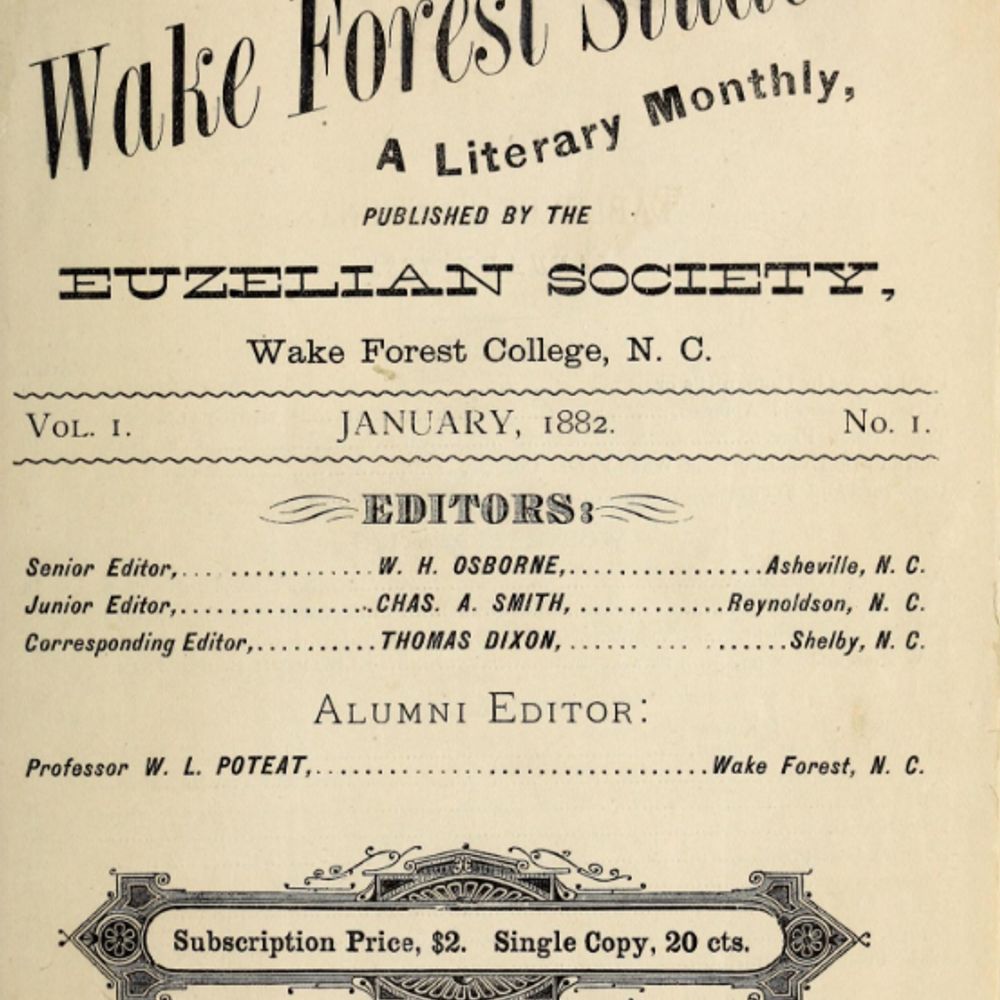 Wake Forest
A Literary Monthly,
PUBLISHED BY THE
EUZELIAN SOCIETY,
Wake Forest College, N. C.
VOL. I. JANUARY, 1882. No. I.
EDITORS:
Senior Editor,... ............. W. H. OSBORNE,.................Asheville, N. C.
Junior Editor,.................CHAS. A. SMITH, ............Reynoldson, N. C.
Corresponding Editor,..........THOMAS DIXON, ...... ... .......Shelby, N. C.
ALUMNI EDITOR:
Professor W. L. POTEAT,..................................Wake Forest, N. C.
Subscription Price, $2. Single Copy, 20 cts.